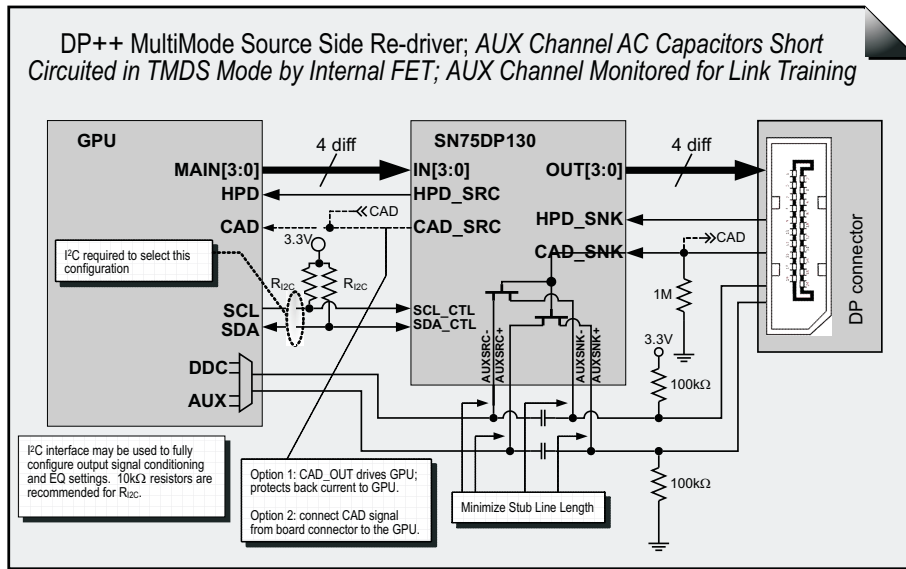 DP++ MultiMode Source Side Re-driver; AUX Channel AC Capacitors Short
Circuited in TMDS Mode by Internal FET; AUX Channel Monitored for Link Training
GPU
MAIN[3:0]
HPD
CAD
SCL
SDA
DDC
AUX
4 diff
<<CAD
3.3V
R_I2C
R_I2C
I²C required to select this
configuration
SN75DP130
IN[3:0]
HPD_SRC
CAD_SRC
SCL_CTL
SDA_CTL
OUT[3:0]
HPD_SNK
CAD_SNK
AUXSRC-
AUXSRC+
AUXSNK-
AUXSNK+
4 diff
>>CAD
1M
3.3V
100kΩ
100kΩ
DP connector
I²C interface may be used to fully
configure output signal conditioning
and EQ settings. 10kΩ resistors are
recommended for R_I2C.
Option 1: CAD_OUT drives GPU;
protects back current to GPU.
Option 2: connect CAD signal
from board connector to the GPU.
Minimize Stub Line Length